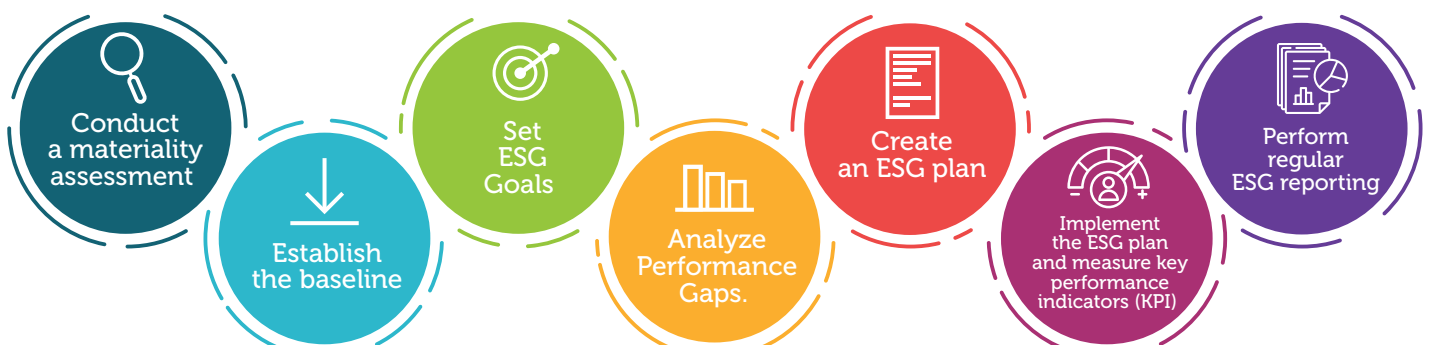 Conduct
a materiality
assessment
Establish
the baseline
Set
ESG
Goals
Analyze
Performance
Gaps.
Create
an ESG plan
Implement
the ESG plan
and measure key
performance
indicators (KPI)
Perform
regular
ESG reporting